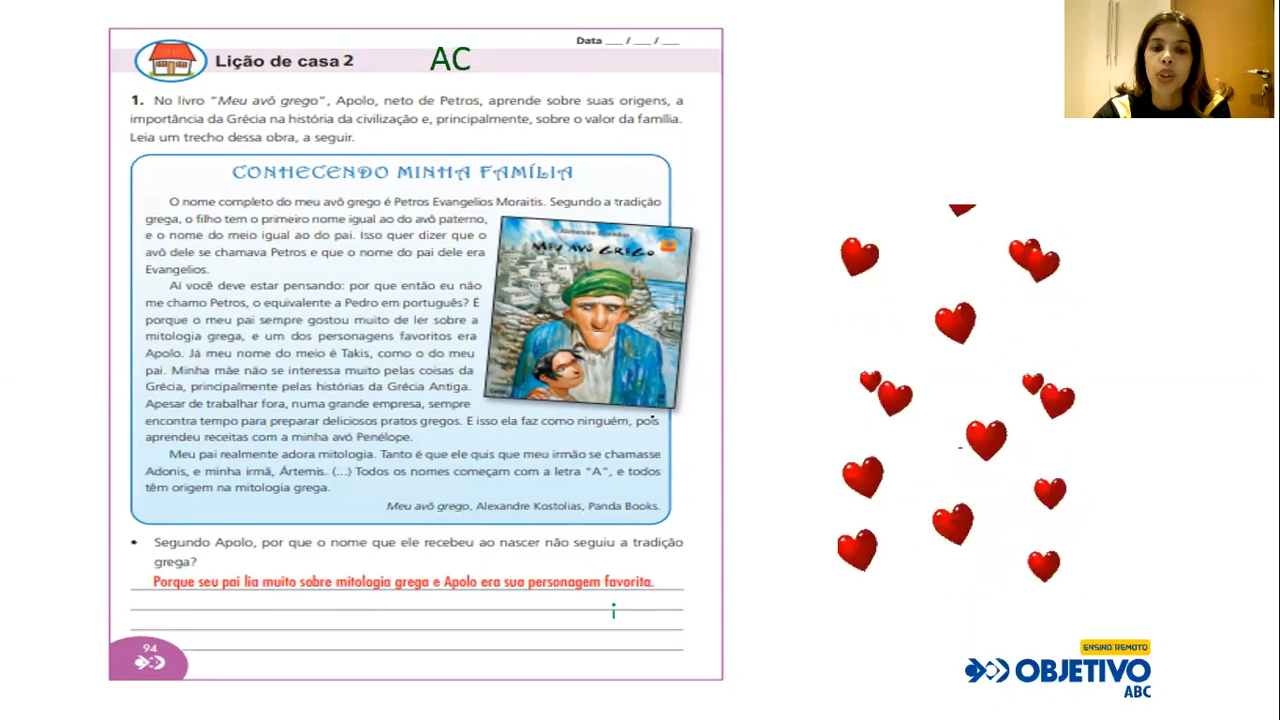 Data ___ / ___ / ___
Lição de casa 2
AC
1. No livro "Meu avô grego", Apolo, neto de Petros, aprende sobre suas origens, a
importância da Grécia na história da civilização e, principalmente, sobre o valor da família.
Leia um trecho dessa obra, a seguir.
CONHECENDO MINHA FAMÍLIA
O nome completo do meu avô grego é Petros Evangelios Moraitis. Segundo a tradição
grega, o filho tem o primeiro nome igual ao do avô paterno,
e o nome do meio igual ao do pai. Isso quer dizer que o
avô dele se chamava Petros e que o nome do pai dele era
Evangelios.
Aí você deve estar pensando: por que então eu não
me chamo Petros, o equivalente a Pedro em português? É
porque o meu pai sempre gostou muito de ler sobre a
mitologia grega, e um dos personagens favoritos era
Apolo. Já meu nome do meio é Takis, como o do meu
pai. Minha mãe não se interessa muito pelas coisas da
Grécia, principalmente pelas histórias da Grécia Antiga.
Apesar de trabalhar fora, numa grande empresa, sempre
encontra tempo para preparar deliciosos pratos gregos. E isso ela faz como ninguém, pois
aprendeu receitas com a minha avó Penélope.
Meu pai realmente adora mitologia. Tanto é que ele quis que meu irmão se chamasse
Adonis, e minha irmã, Ártemis. (...) Todos os nomes começam com a letra "A", e todos
têm origem na mitologia grega.
Meu avô grego, Alexandre Kostolias, Panda Books.
MEU AVÔ GREGO
• Segundo Apolo, por que o nome que ele recebeu ao nascer não seguiu a tradição
grega?
Porque seu pai lia muito sobre mitologia grega e Apolo era sua personagem favorita.
i
94
ENSINO REMOTO
OBJETIVO
ABC